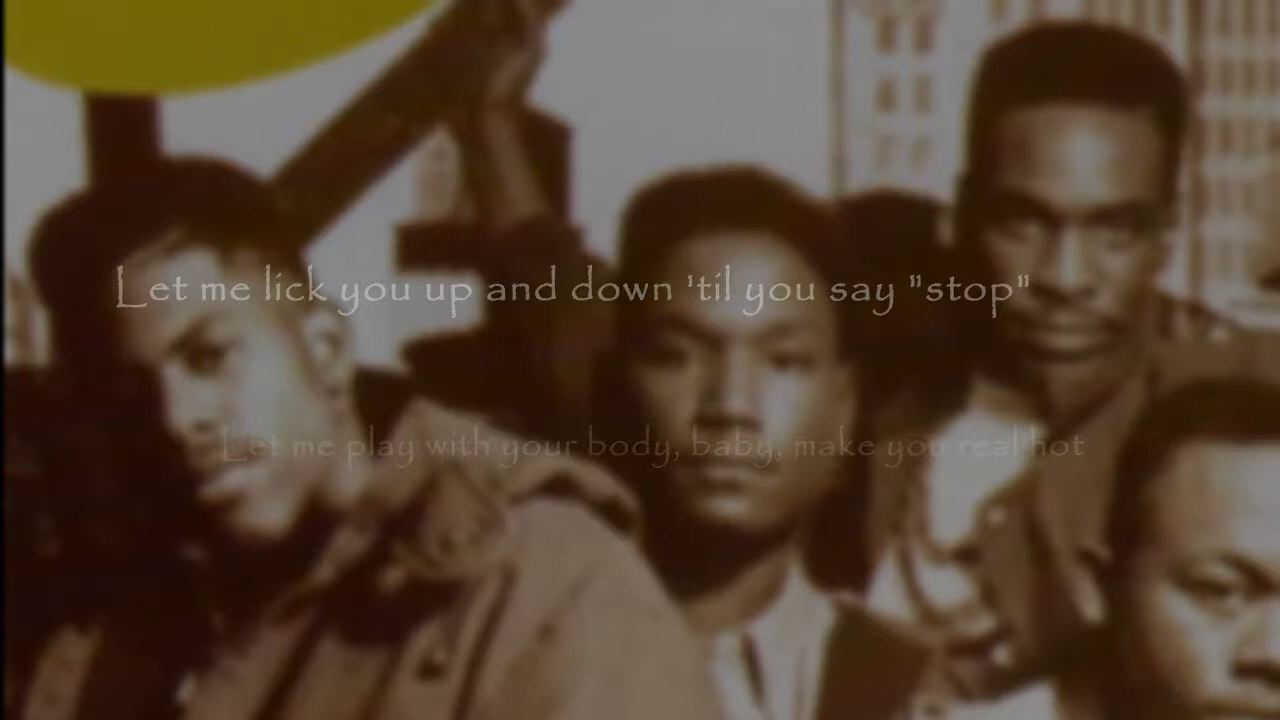 Let me lick you up and down 'til you say "stop"
Let me play with your body, baby, make you real hot